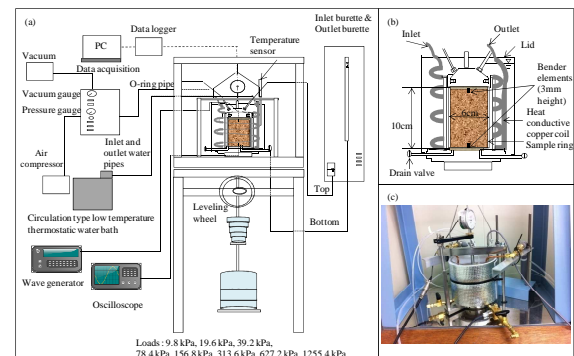 (a)
PC
Data logger
Data acquisition
Inlet burette &
Outlet burette
Temperature
sensor
Vacuum
O-ring pipe
Vacuum gauge
Pressure gauge
Air
compressor
Inlet and
outlet water
pipes
Circulation type low temperature
thermostatic water bath
Top
Leveling
wheel
Bottom
Wave generator
Oscilloscope
Loads : 9.8 kPa, 19.6 kPa, 39.2 kPa,
78.4 kPa, 156.8 kPa, 313.6 kPa, 627.2 kPa, 1255.4 kPa
(b)
Inlet
Outlet
Lid
Bender
elements
(3mm
height)
6cm
10cm
Heat
conductive
copper coil
Sample ring
Drain valve
(c)